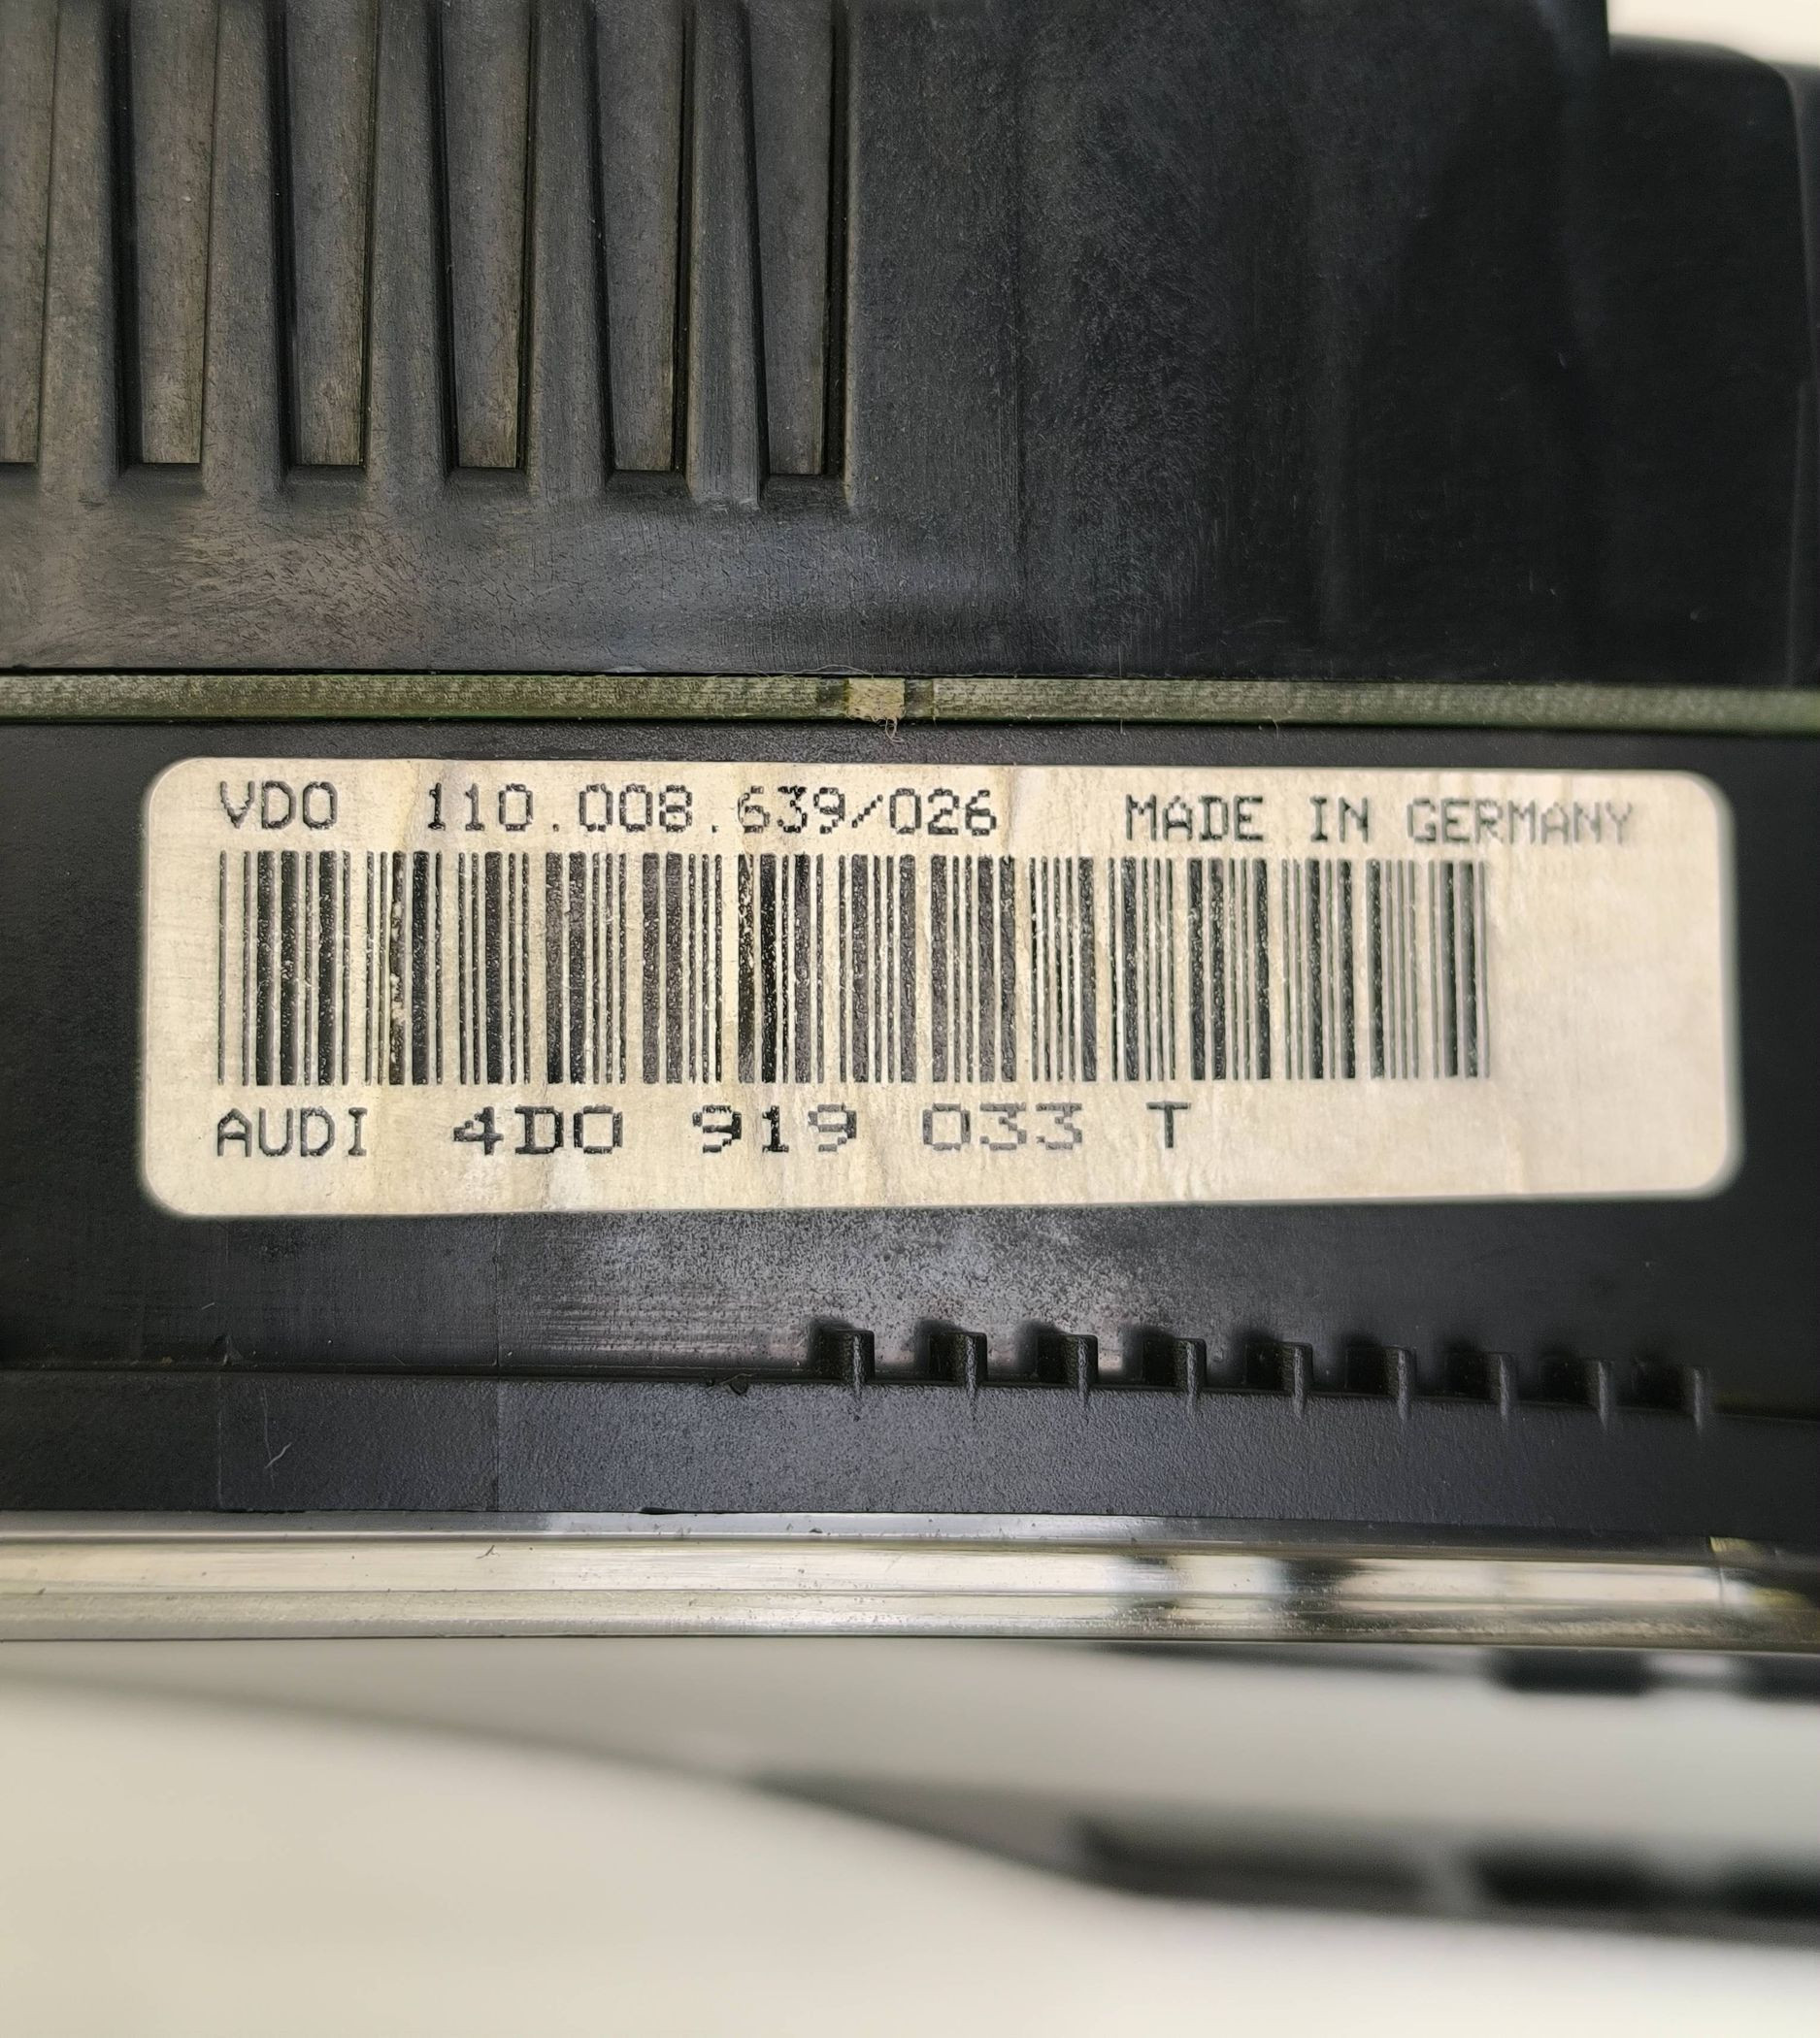 VDO 110.008.639/026 MADE IN GERMANY
AUDI 4D0 919 033 T